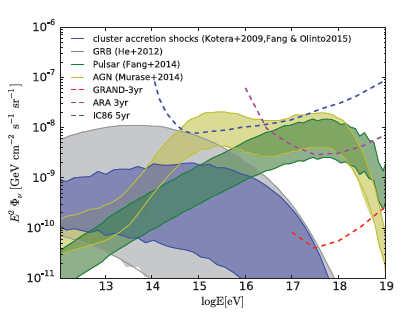 10⁻⁶
10⁻⁷
10⁻⁸
10⁻⁹
10⁻¹⁰
10⁻¹¹
E² Φᵥ [GeV cm⁻² s⁻¹ sr⁻¹]
cluster accretion shocks (Kotera+2009,Fang & Olinto2015)
GRB (He+2012)
Pulsar (Fang+2014)
AGN (Murase+2014)
GRAND-3yr
ARA 3yr
IC86 5yr
13 14 15 16 17 18 19
logE[eV]